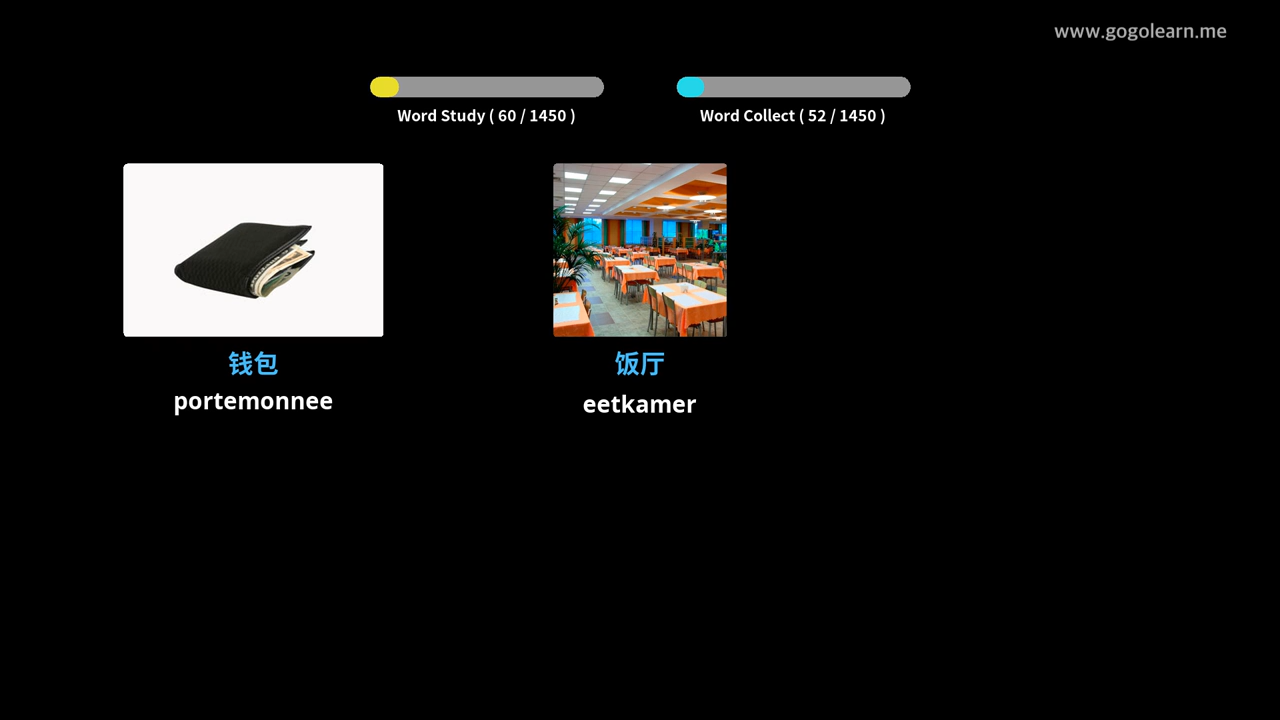 www.gogolearn.me
Word Study ( 60 / 1450 )
Word Collect ( 52 / 1450 )
钱包
portemonnee
饭厅
eetkamer